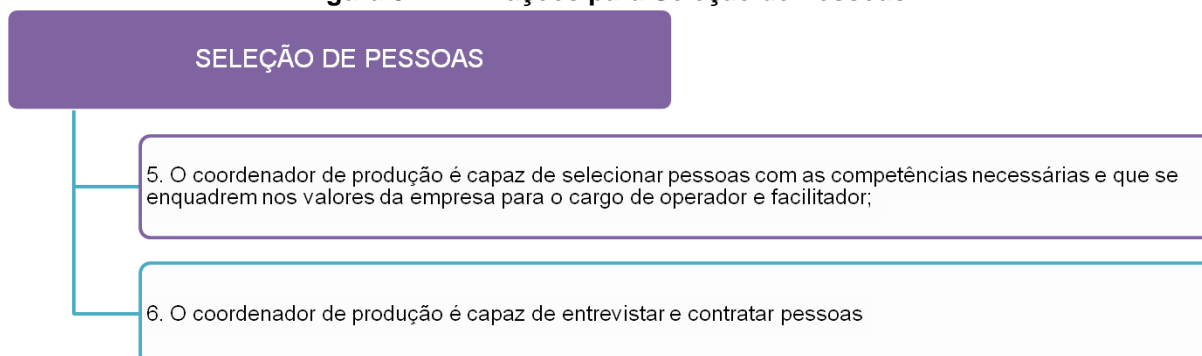 SELEÇÃO DE PESSOAS
5. O coordenador de produção é capaz de selecionar pessoas com as competências necessárias e que se
enquadrem nos valores da empresa para o cargo de operador e facilitador;
6. O coordenador de produção é capaz de entrevistar e contratar pessoas